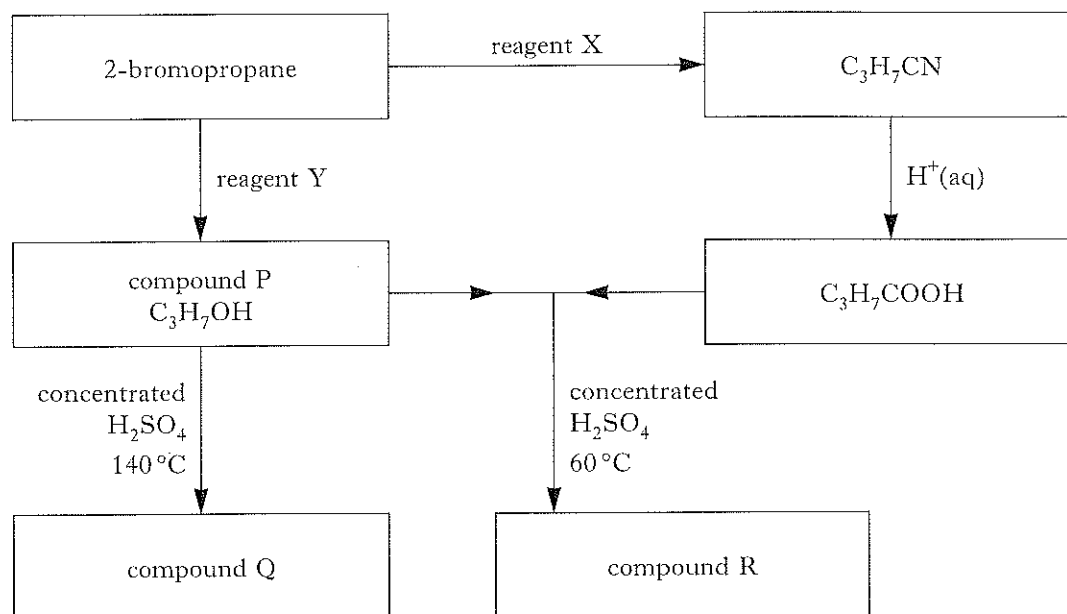 2-bromopropane
reagent X
C₃H₇CN
reagent Y
H⁺(aq)
compound P
C₃H₇OH
C₃H₇COOH
concentrated
H₂SO₄
140 °C
concentrated
H₂SO₄
60 °C
compound Q
compound R